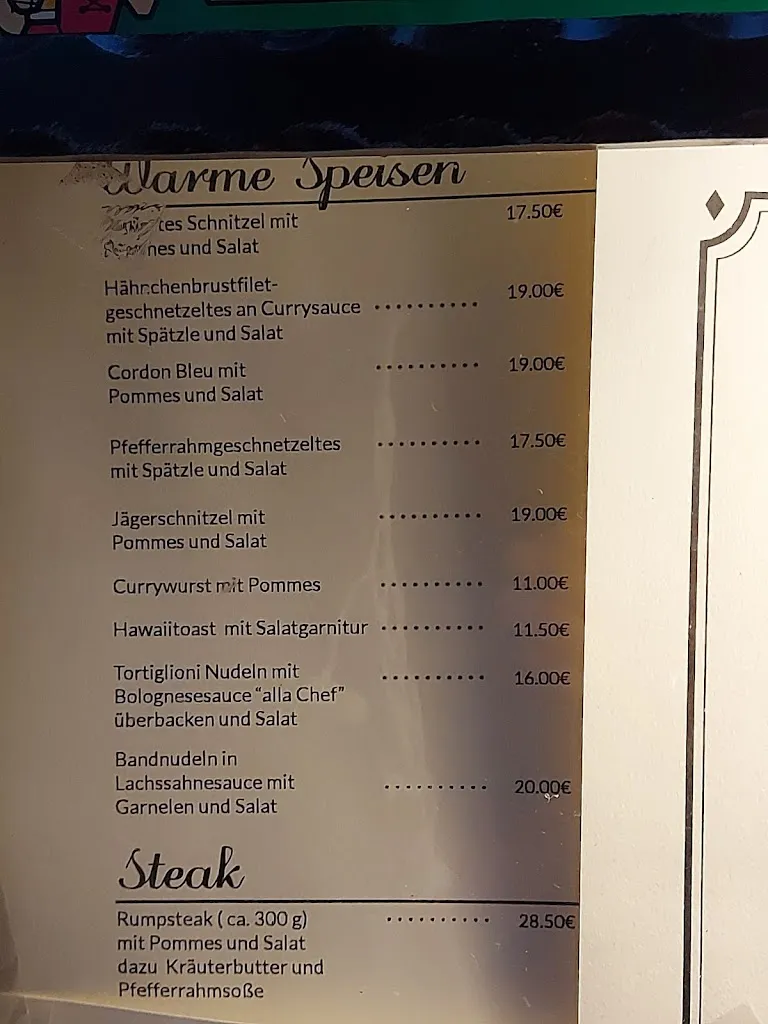 Warme Speisen
Schnitzel mit 17.50€
und Salat
Hähnchenbrustfilet-
geschnetzeltes an Currysauce .......... 19.00€
mit Spätzle und Salat
Cordon Bleu mit .......... 19.00€
Pommes und Salat
Pfefferrahmgeschnetzeltes .......... 17.50€
mit Spätzle und Salat
Jägerschnitzel mit .......... 19.00€
Pommes und Salat
Currywurst mit Pommes .......... 11.00€
Hawaiitoast mit Salatgarnitur .......... 11.50€
Tortiglioni Nudeln mit .......... 16.00€
Bolognesesauce “alla Chef”
überbacken und Salat
Bandnudeln in
Lachssahnesauce mit .......... 20.00€
Garnelen und Salat
Steak
Rumpsteak ( ca. 300 g) .......... 28.50€
mit Pommes und Salat
dazu Kräuterbutter und
Pfefferrahmsoße